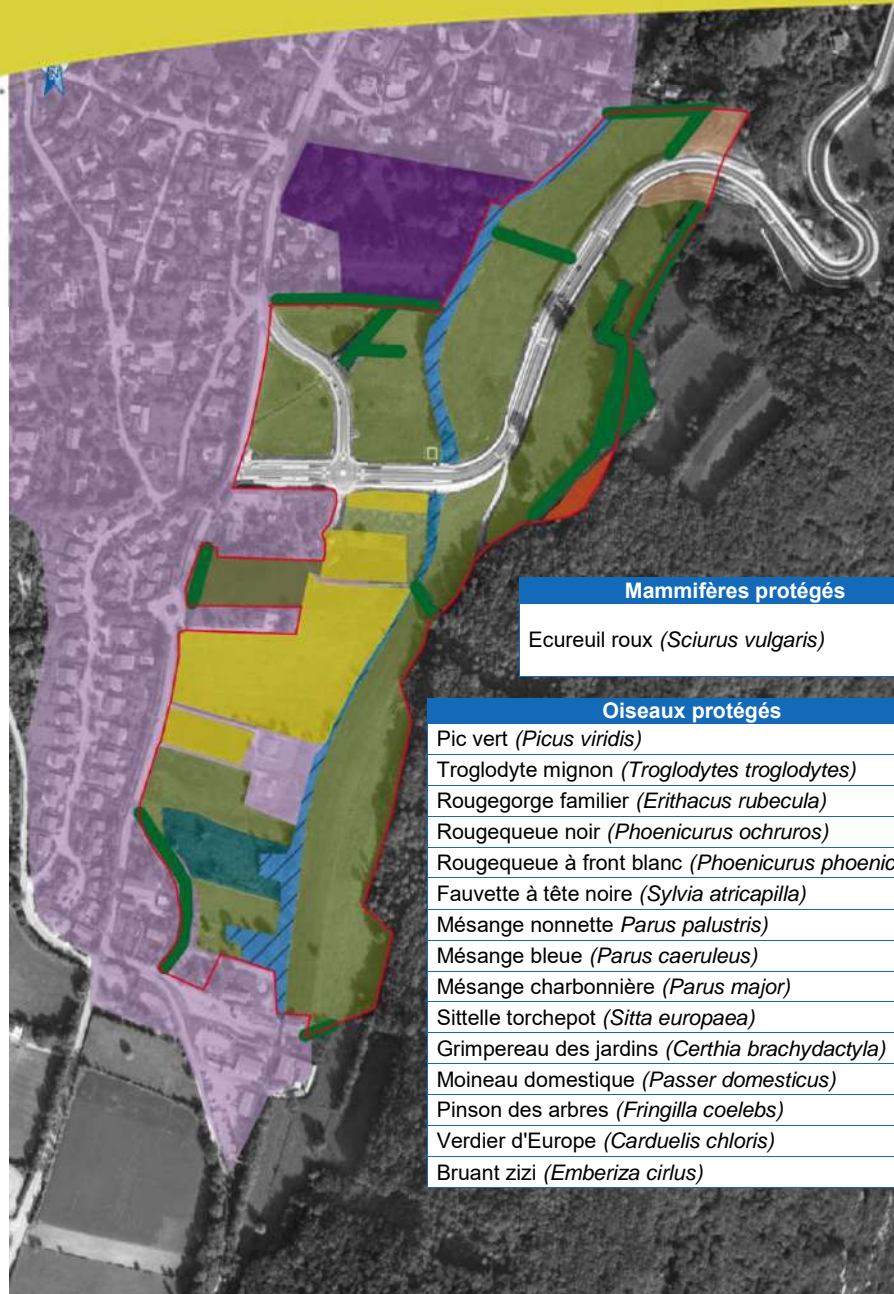 N
Mammifères protégés
Ecureuil roux (Sciurus vulgaris)
Oiseaux protégés
Pic vert (Picus viridis)
Troglodyte mignon (Troglodytes troglodytes)
Rougegorge familier (Erithacus rubecula)
Rougequeue noir (Phoenicurus ochruros)
Rougequeue à front blanc (Phoenicurus phoenic
Fauvette à tête noire (Sylvia atricapilla)
Mésange nonnette Parus palustris)
Mésange bleue (Parus caeruleus)
Mésange charbonnière (Parus major)
Sittelle torchepot (Sitta europaea)
Grimpereau des jardins (Certhia brachydactyla)
Moineau domestique (Passer domesticus)
Pinson des arbres (Fringilla coelebs)
Verdier d'Europe (Carduelis chloris)
Bruant zizi (Emberiza cirlus)